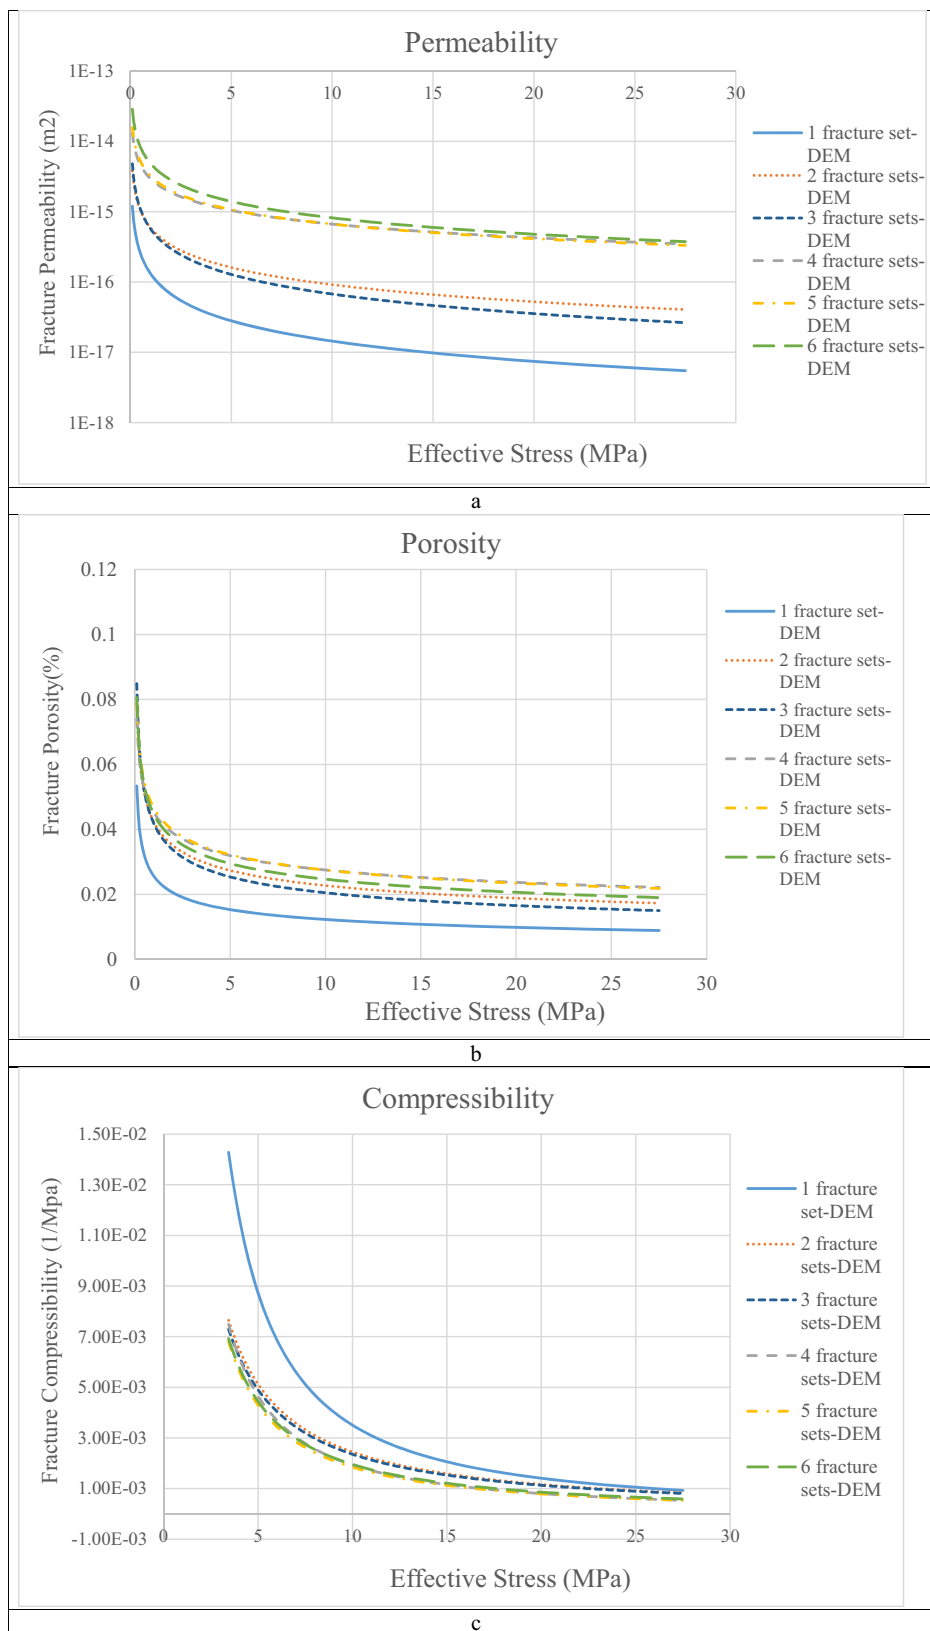 Permeability
1E-13
1E-14
1E-15
1E-16
1E-17
1E-18
0 5 10 15 20 25 30
Fracture Permeability (m2)
Effective Stress (MPa)
1 fracture set-
DEM
2 fracture sets-
DEM
3 fracture sets-
DEM
4 fracture sets-
DEM
5 fracture sets-
DEM
6 fracture sets-
DEM
a
Porosity
0.12
0.1
0.08
0.06
0.04
0.02
0
0 5 10 15 20 25 30
Fracture Porosity(%)
Effective Stress (MPa)
1 fracture set-
DEM
2 fracture sets-
DEM
3 fracture sets-
DEM
4 fracture sets-
DEM
5 fracture sets-
DEM
6 fracture sets-
DEM
b
Compressibility
1.50E-02
1.30E-02
1.10E-02
9.00E-03
7.00E-03
5.00E-03
3.00E-03
1.00E-03
-1.00E-03
0 5 10 15 20 25 30
Fracture Compressibility (1/Mpa)
Effective Stress (MPa)
1 fracture
set-DEM
2 fracture
sets-DEM
3 fracture
sets-DEM
4 fracture
sets-DEM
5 fracture
sets-DEM
6 fracture
sets-DEM
c